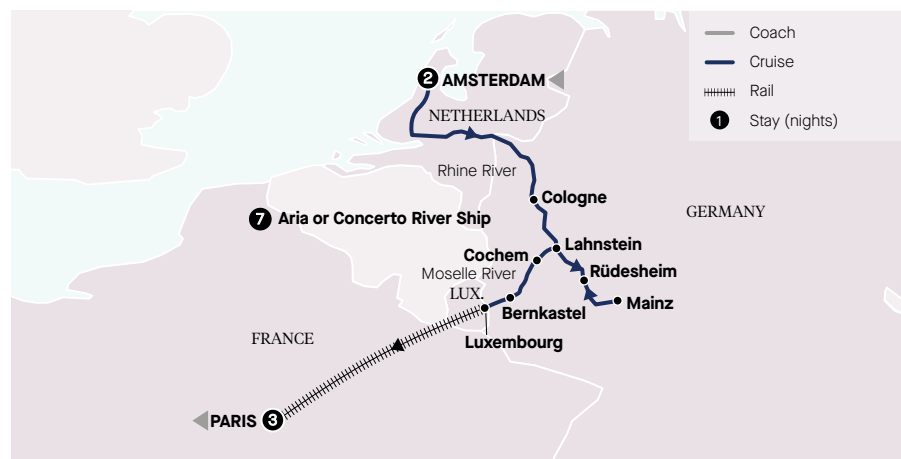 Coach
Cruise
Rail
1 Stay (nights)
2 AMSTERDAM
NETHERLANDS
Rhine River
Cologne
GERMANY
7 Aria or Concerto River Ship
Lahnstein
Cochem
Moselle River
Rüdesheim
LUX.
Mainz
Bernkastel
FRANCE
Luxembourg
PARIS 3